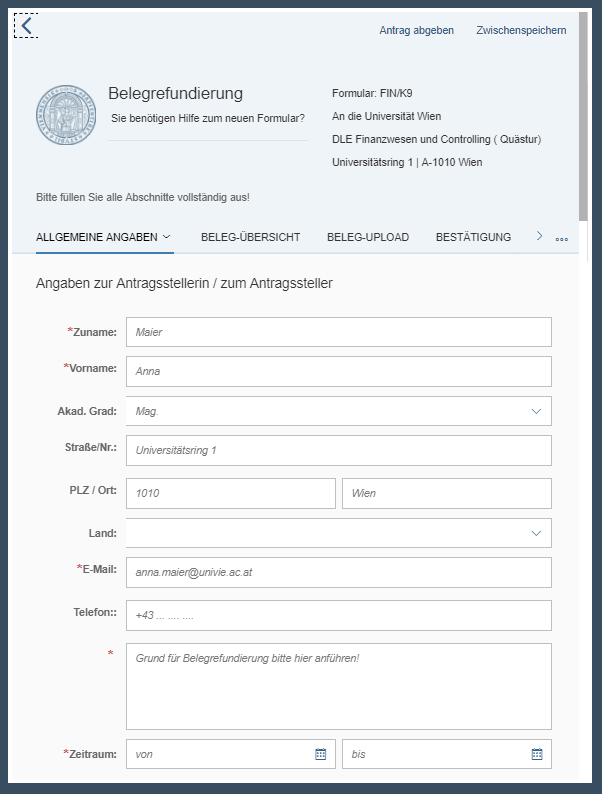 Antrag abgeben Zwischenspeichern
Belegrefundierung
Sie benötigen Hilfe zum neuen Formular?
Formular: FIN/K9
An die Universität Wien
DLE Finanzwesen und Controlling ( Quästur)
Universitätsring 1 | A-1010 Wien
Bitte füllen Sie alle Abschnitte vollständig aus!
ALLGEMEINE ANGABEN BELEG-ÜBERSICHT BELEG-UPLOAD BESTÄTIGUNG
Angaben zur Antragsstellerin / zum Antragssteller
*Zuname: Maier
*Vorname: Anna
Akad. Grad: Mag.
Straße/Nr.: Universitätsring 1
PLZ / Ort: 1010 Wien
Land:
*E-Mail: anna.maier@univie.ac.at
Telefon:: +43 ... .... ....
* Grund für Belegrefundierung bitte hier anführen!
*Zeitraum: von bis